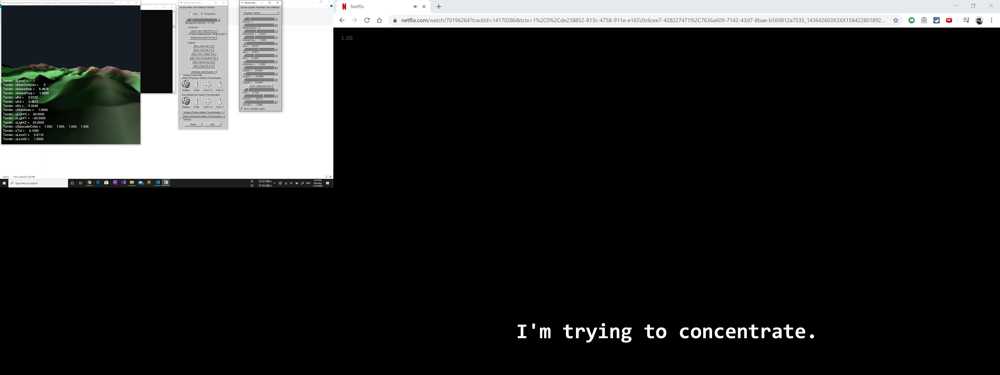 D:\Study Material\2020-Winter\CS557 Computer Graphics Shaders\Assignments\Final Project\FinalProject_Akash Agar...
Terrain : uLevel = 1
Terrain : uNumOctaves = 5
Terrain : uNoiseAmp = 5.4878
Terrain : uNoiseFreq = 1.0000
Terrain : uKa = 0.0122
Terrain : uKd = 0.4573
Terrain : uKs = 0.3049
Terrain : uShininess = 1.0000
Terrain : uLightX = 20.0000
Terrain : uLightY = -20.0000
Terrain : uLightZ = 20.0000
Terrain : uSpecularColor = 1.000, 1.000, 1.000, 1.000
Terrain : uTol = 0.1000
Terrain : uLevel1 = 0.6110
Terrain : uLevel2 = 1.0000
GLman Main User I...
GLman Main User Interface Window
Axes Perspective
Background Intensity = 0.1294
GLIB File
Load a new GLIB File [^L]
D:\Study Material\2020-Winter\CS557 C
Reload the GLIB File [^R]
Editing
Edit a Glib File [^G]
Edit a Vert File [^V]
Edit a Tess Control File
Edit a Tess Evaluation File
Edit a Geom File [^E]
Edit a Frag File [^F]
Hardcopy and Display +
Display Frame Rate
Global (Projection Matrix) Transformation
Rotation Scale Trans XY Trans Z
Eye (ModelView Matrix) Transformation
Rotation Scale Trans XY Trans Z
Texture (Texture Matrix) Transformation +
Object (Individual Matrix) Transformation +
Verbose
Reset Quit
GLman Sha...
GLman Shader Parameter User Interface
Program: Terrain
uLevel = 1
uNumOctaves = 5
uNoiseAmp = 5.4878
uNoiseFreq = 1.0000
uKa = 0.0122
uKd = 0.4573
uKs = 0.3049
uShininess = 1.0000
uLightX = 20.0000
uLightY = -20.0000
uLightZ = 20.0000
Color: uSpecularColor
uTol = 0.1000
uLevel1 = 0.6110
uLevel2 = 1.0000
Show Variable Labels
5 items 1 item selected 6.60 MB
Type here to search
U: 0.22 kB/s
D: 0.16 kB/s
ENG
4:41 PM
Saturday
3/14/2020
Netflix
netflix.com/watch/70196264?trackId=14170286&tctx=1%2C0%2Cde238852-813c-4758-911e-e167c0c6cee7-428227471%2C7636a609-7142-43d7-8bae-b569812a7535_143642603X3XX158422801892...
1.00
I'm trying to concentrate.